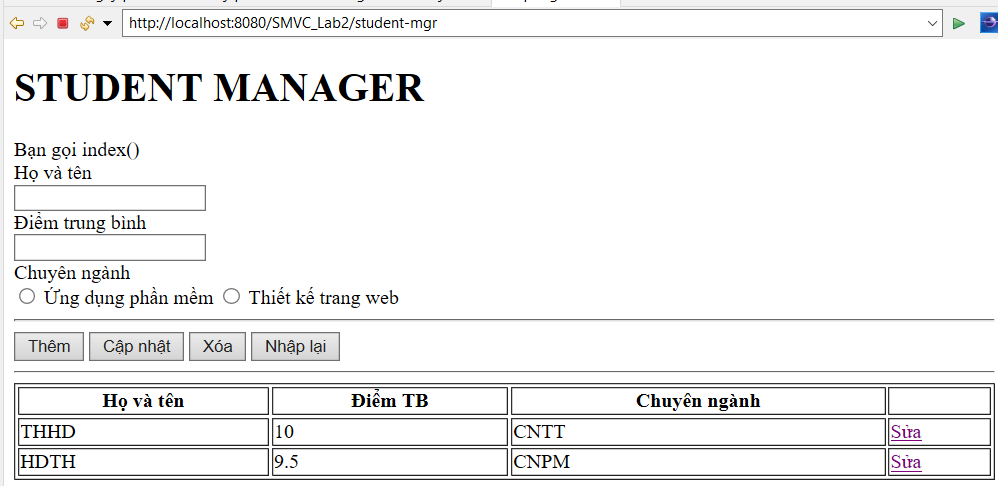 http://localhost:8080/SMVC_Lab2/student-mgr
STUDENT MANAGER
Bạn gọi index()
Họ và tên
Điểm trung bình
Chuyên ngành
Ứng dụng phần mềm Thiết kế trang web
Thêm Cập nhật Xóa Nhập lại
Họ và tên Điểm TB Chuyên ngành
THHD 10 CNTT Sửa
HDTH 9.5 CNPM Sửa